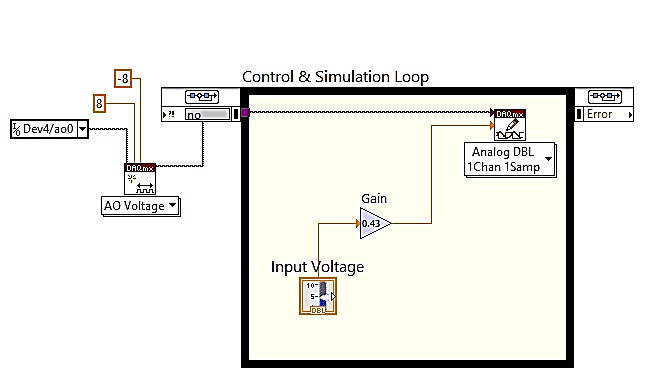 Control & Simulation Loop
-8
8
?!
no
Error
I/O Dev4/ao0
DAQmx
AO Voltage
DAQmx
Analog DBL
1Chan 1Samp
Gain
0.43
Input Voltage
10
5
DBL